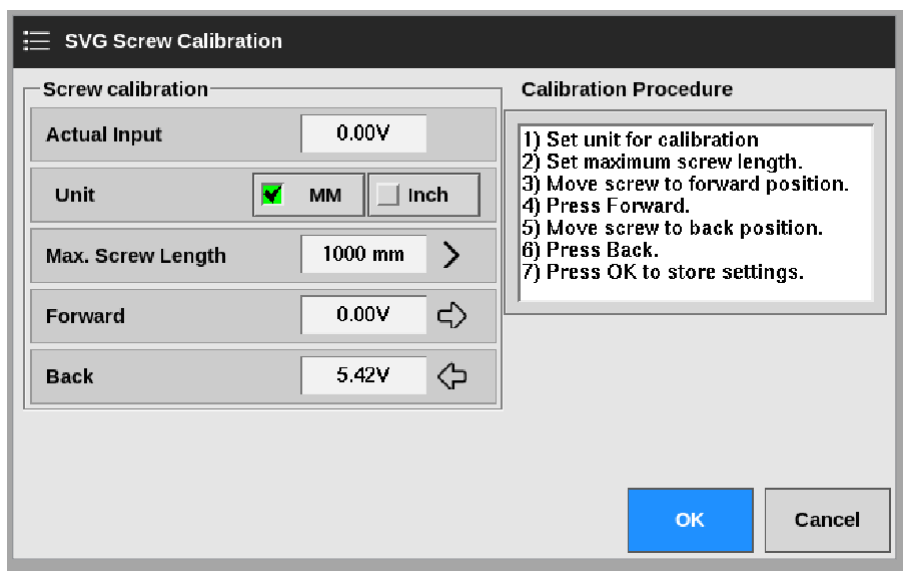 SVG Screw Calibration
Screw calibration
Actual Input 0.00V
Unit MM Inch
Max. Screw Length 1000 mm
Forward 0.00V
Back 5.42V
Calibration Procedure
1) Set unit for calibration
2) Set maximum screw length.
3) Move screw to forward position.
4) Press Forward.
5) Move screw to back position.
6) Press Back.
7) Press OK to store settings.
OK Cancel